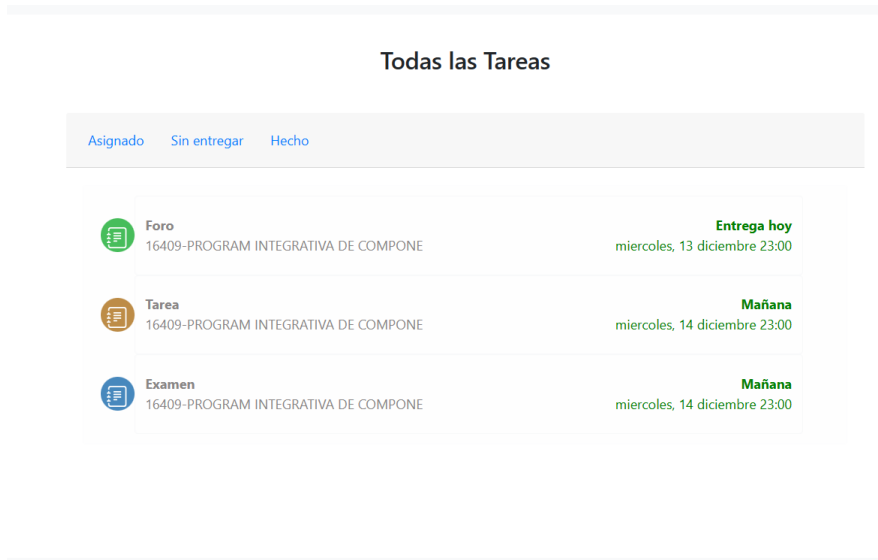 Todas las Tareas
Asignado Sin entregar Hecho
Foro Entrega hoy
16409-PROGRAM INTEGRATIVA DE COMPONE miercoles, 13 diciembre 23:00
Tarea Mañana
16409-PROGRAM INTEGRATIVA DE COMPONE miercoles, 14 diciembre 23:00
Examen Mañana
16409-PROGRAM INTEGRATIVA DE COMPONE miercoles, 14 diciembre 23:00